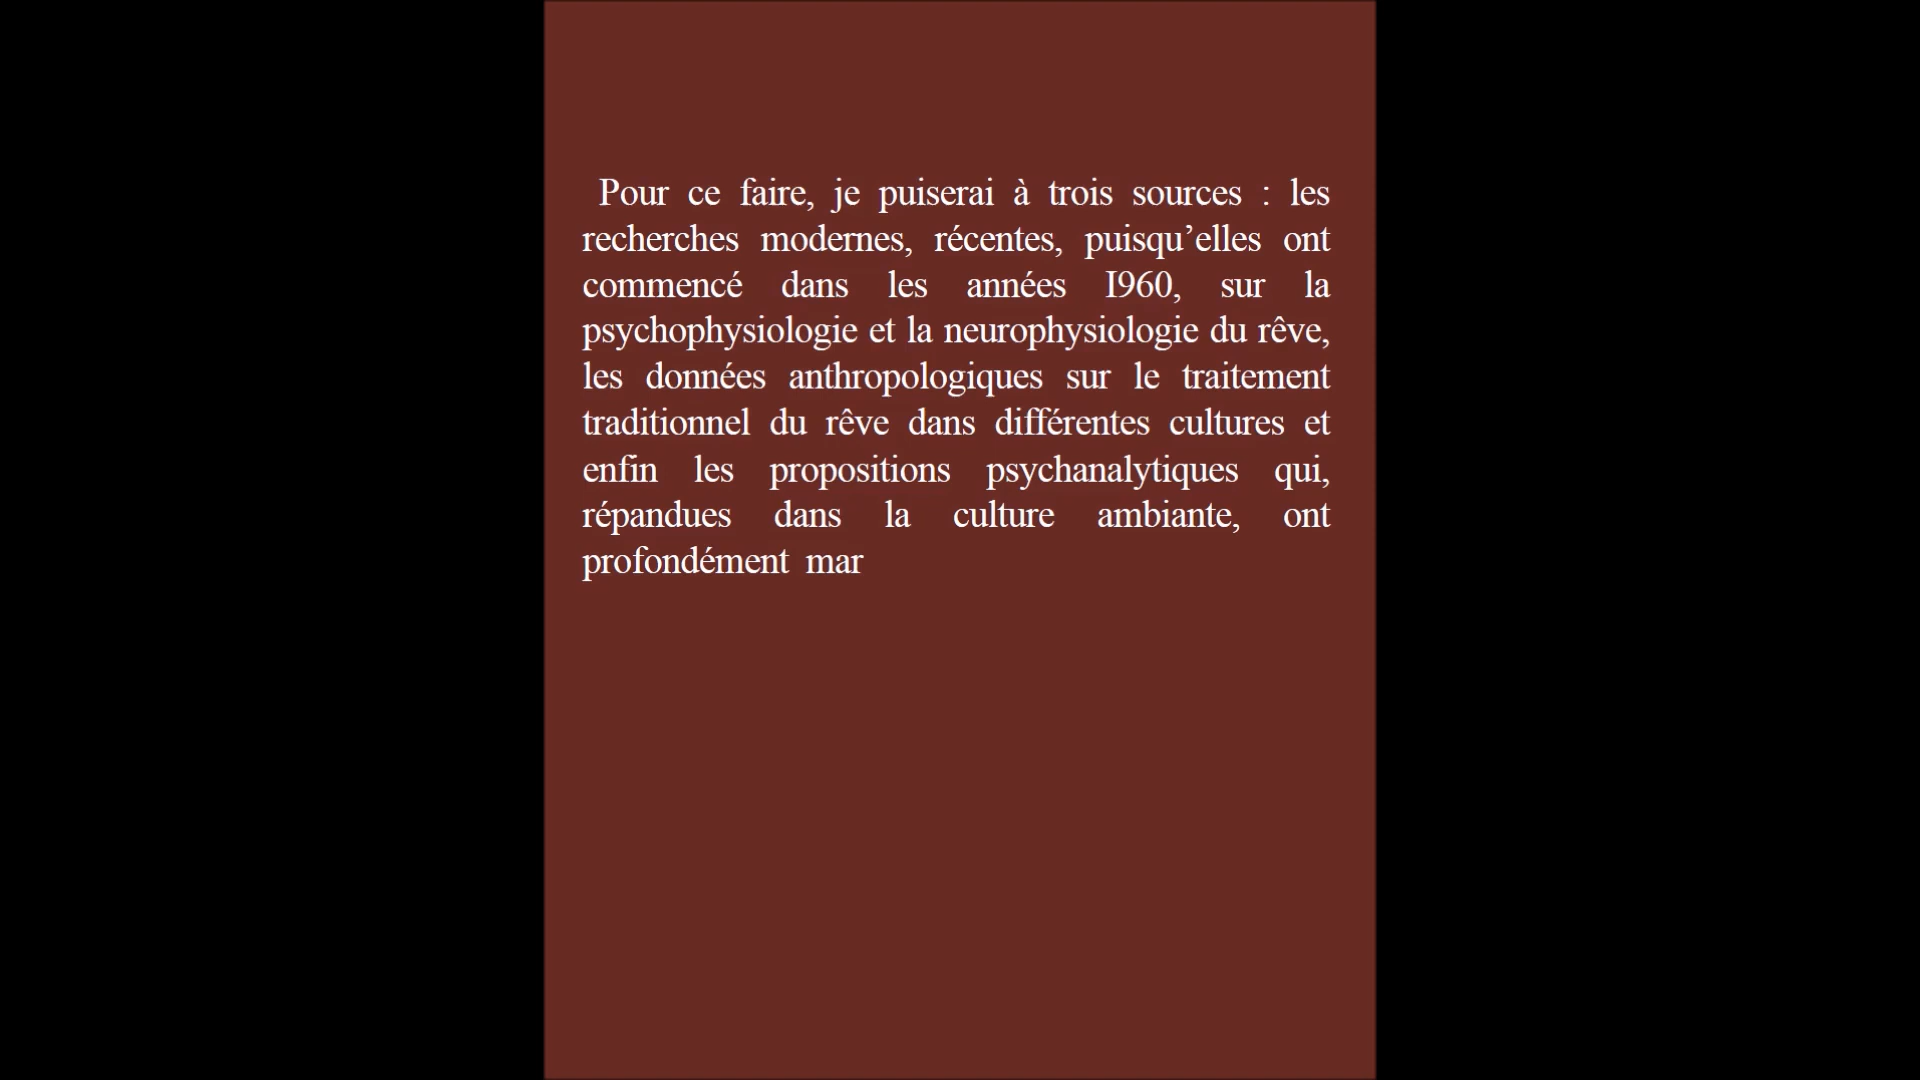 Pour ce faire, je puiserai à trois sources : les
recherches modernes, récentes, puisqu’elles ont
commencé dans les années I960, sur la
psychophysiologie et la neurophysiologie du rêve,
les données anthropologiques sur le traitement
traditionnel du rêve dans différentes cultures et
enfin les propositions psychanalytiques qui,
répandues dans la culture ambiante, ont
profondément mar